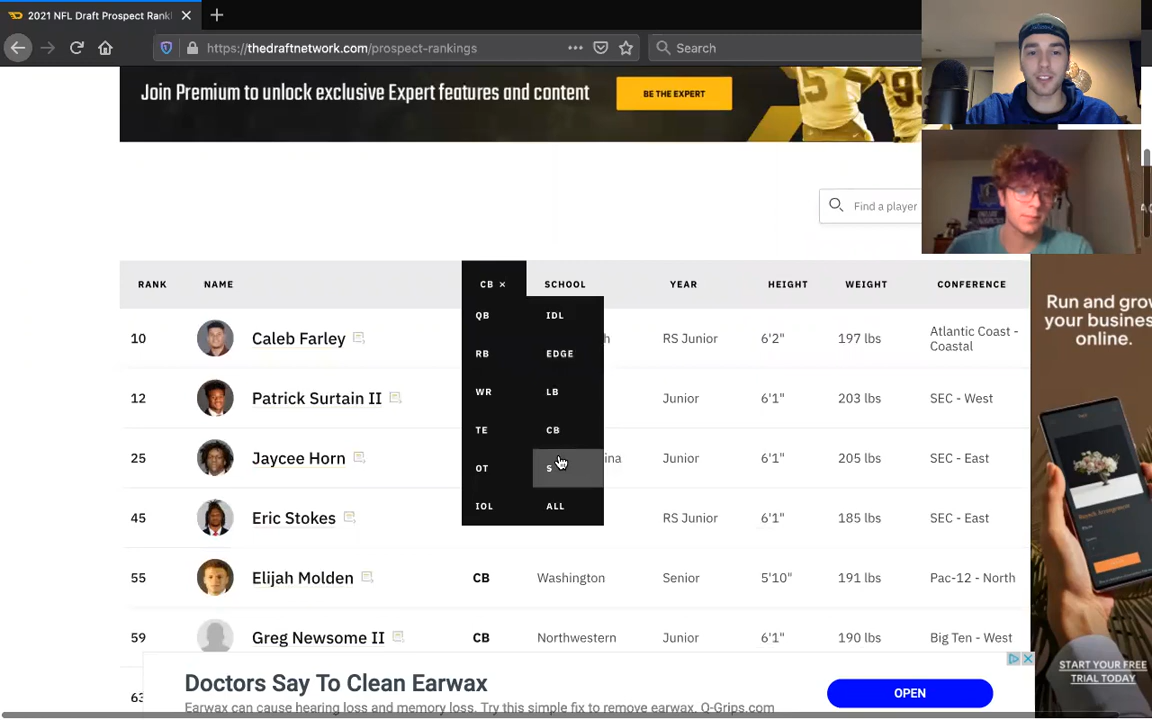 2021 NFL Draft Prospect Rank
https://thedraftnetwork.com/prospect-rankings
Search
Join Premium to unlock exclusive Expert features and content
BE THE EXPERT
Find a player
RANK NAME CB × SCHOOL YEAR HEIGHT WEIGHT CONFERENCE
QB IDL
RB EDGE
WR LB
TE CB
OT S
IOL ALL
10 Caleb Farley h RS Junior 6'2" 197 lbs Atlantic Coast - Coastal
12 Patrick Surtain II Junior 6'1" 203 lbs SEC - West
25 Jaycee Horn ina Junior 6'1" 205 lbs SEC - East
45 Eric Stokes RS Junior 6'1" 185 lbs SEC - East
55 Elijah Molden CB Washington Senior 5'10" 191 lbs Pac-12 - North
59 Greg Newsome II CB Northwestern Junior 6'1" 190 lbs Big Ten - West
63
Run and grow
your business
online.
START YOUR FREE
TRIAL TODAY
Doctors Say To Clean Earwax
Earwax can cause hearing loss and memory loss. Try this simple fix to remove earwax. Q-Grips.com
OPEN